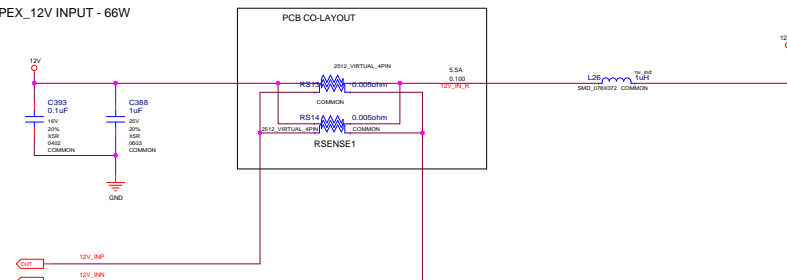 PEX_12V INPUT - 66W
PCB CO-LAYOUT
12V
2512_VIRTUAL_4PIN
5.5A
0.100
12V_IN_R
RS13
0.005ohm
COMMON
L26
nv_ind
1uH
SMD_078X072 COMMON
C393
0.1uF
16V
20%
X5R
0402
COMMON
C388
1uF
25V
20%
X5R
0603
COMMON
RS14
0.005ohm
2512_VIRTUAL_4PIN
COMMON
RSENSE1
GND
OUT
12V_INP
12V_INN